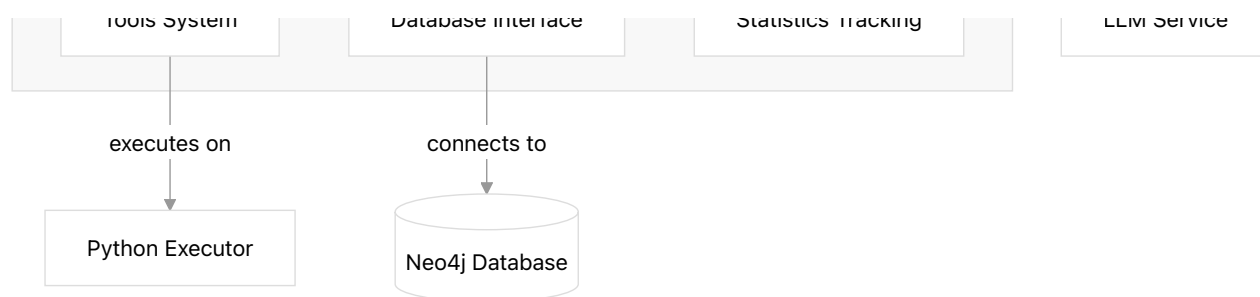 Tools System
Database Interface
Statistics Tracking
LLM Service
executes on
connects to
Python Executor
Neo4j Database